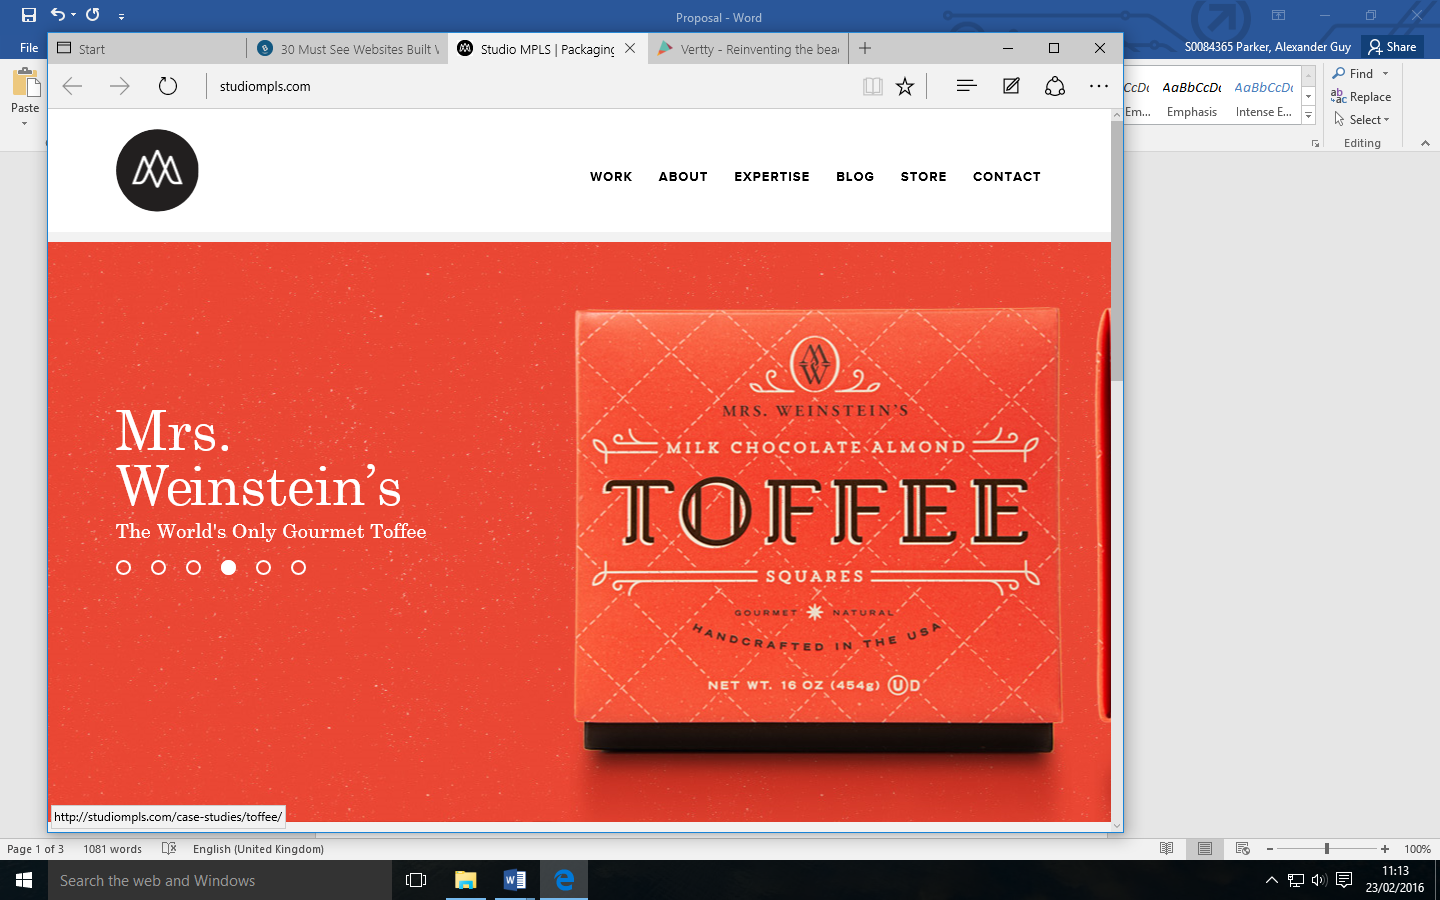 Proposal - Word
File
S0084365 Parker, Alexander Guy
Share
Start
30 Must See Websites Built V
Studio MPLS | Packaging
Vertty - Reinventing the bea
studiompls.com
Paste
AaBbCcDc
AaBbCcDc
Em...
Emphasis
Intense E...
Find
Replace
Select
Editing
WORK
ABOUT
EXPERTISE
BLOG
STORE
CONTACT
Mrs.
Weinstein's
The World's Only Gourmet Toffee
MW
MRS. WEINSTEIN'S
MILK CHOCOLATE ALMOND
TOFFEE
SQUARES
GOURMET NATURAL
HANDCRAFTED IN THE USA
NET WT. 16 OZ (454g) U D
http://studiompls.com/case-studies/toffee/
Page 1 of 3
1081 words
English (United Kingdom)
100%
Search the web and Windows
11:13
23/02/2016